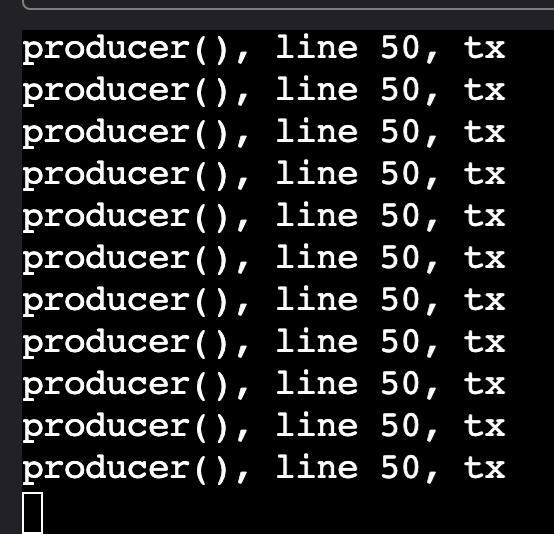 producer(), line 50, tx
producer(), line 50, tx
producer(), line 50, tx
producer(), line 50, tx
producer(), line 50, tx
producer(), line 50, tx
producer(), line 50, tx
producer(), line 50, tx
producer(), line 50, tx
producer(), line 50, tx
producer(), line 50, tx